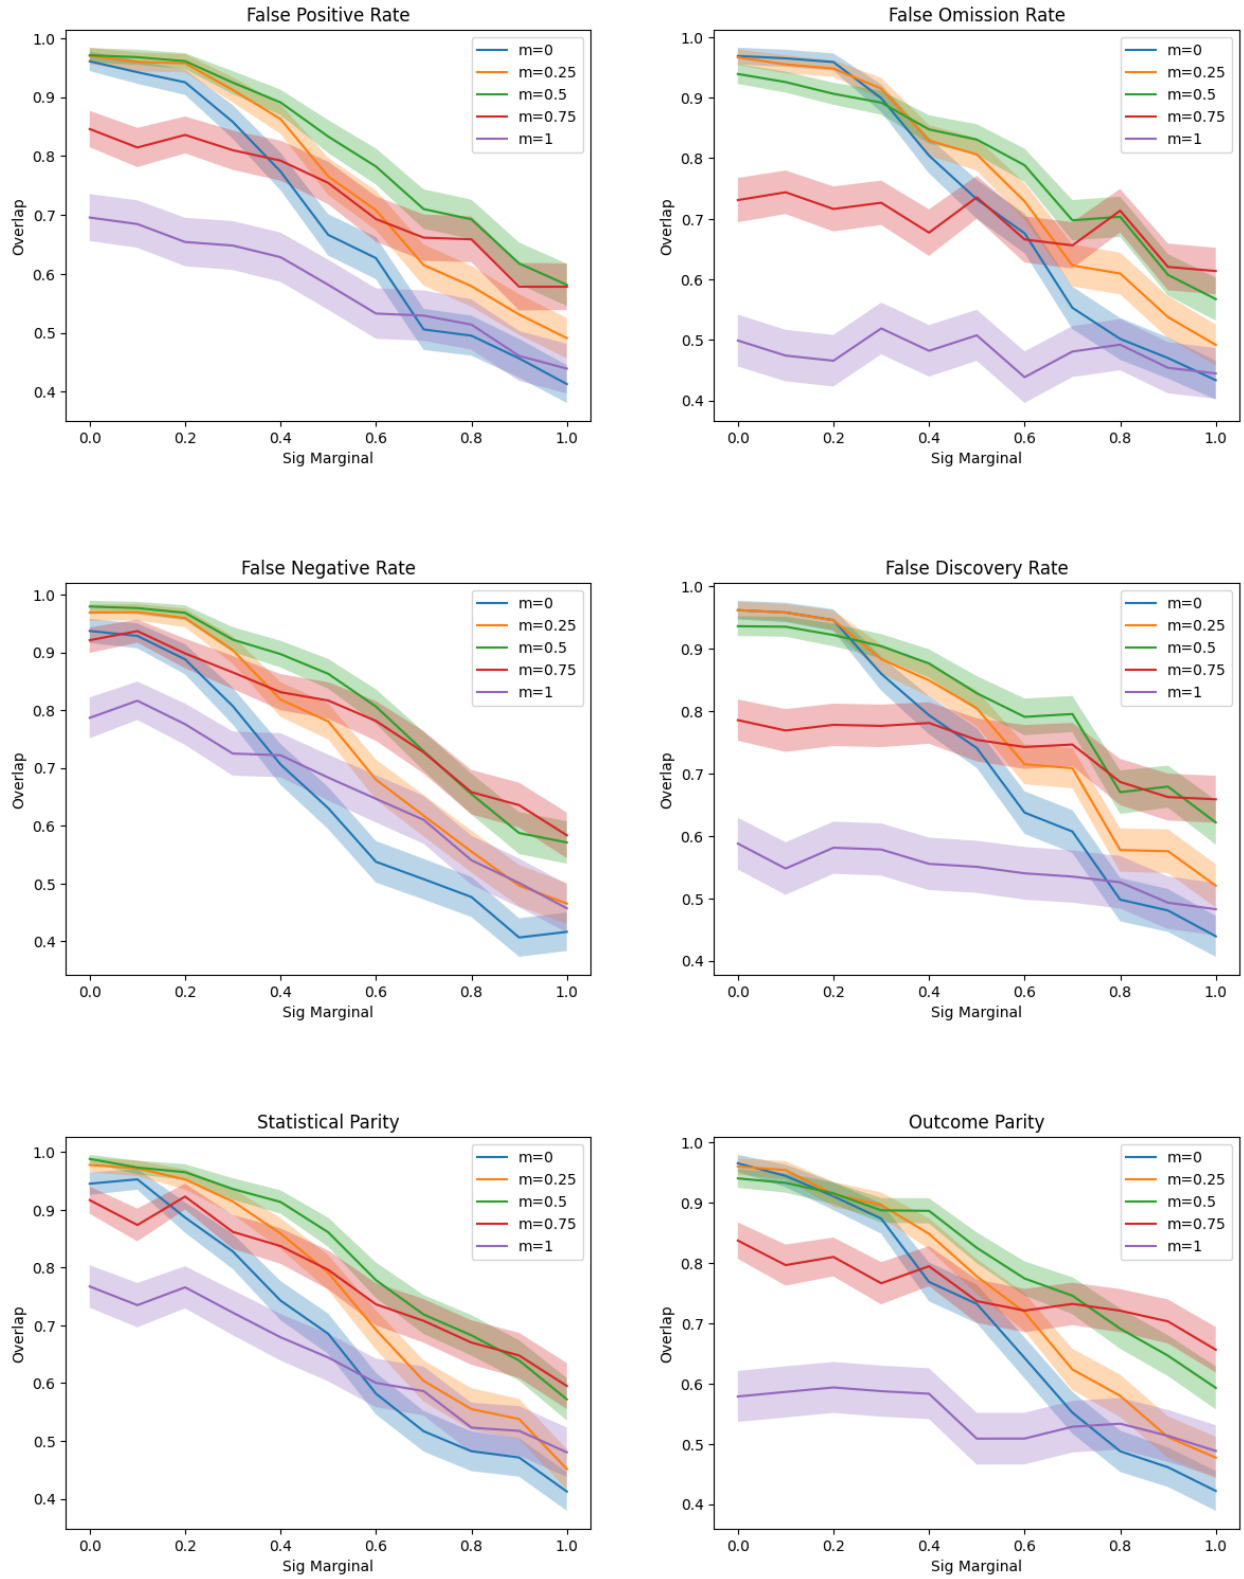 False Positive Rate
1.0
0.9
0.8
0.7
0.6
0.5
0.4
Overlap
m=0
m=0.25
m=0.5
m=0.75
m=1
0.0 0.2 0.4 0.6 0.8 1.0
Sig Marginal
False Omission Rate
1.0
0.9
0.8
0.7
0.6
0.5
0.4
Overlap
m=0
m=0.25
m=0.5
m=0.75
m=1
0.0 0.2 0.4 0.6 0.8 1.0
Sig Marginal
False Negative Rate
1.0
0.9
0.8
0.7
0.6
0.5
0.4
Overlap
m=0
m=0.25
m=0.5
m=0.75
m=1
0.0 0.2 0.4 0.6 0.8 1.0
Sig Marginal
False Discovery Rate
1.0
0.9
0.8
0.7
0.6
0.5
0.4
Overlap
m=0
m=0.25
m=0.5
m=0.75
m=1
0.0 0.2 0.4 0.6 0.8 1.0
Sig Marginal
Statistical Parity
1.0
0.9
0.8
0.7
0.6
0.5
0.4
Overlap
m=0
m=0.25
m=0.5
m=0.75
m=1
0.0 0.2 0.4 0.6 0.8 1.0
Sig Marginal
Outcome Parity
1.0
0.9
0.8
0.7
0.6
0.5
0.4
Overlap
m=0
m=0.25
m=0.5
m=0.75
m=1
0.0 0.2 0.4 0.6 0.8 1.0
Sig Marginal